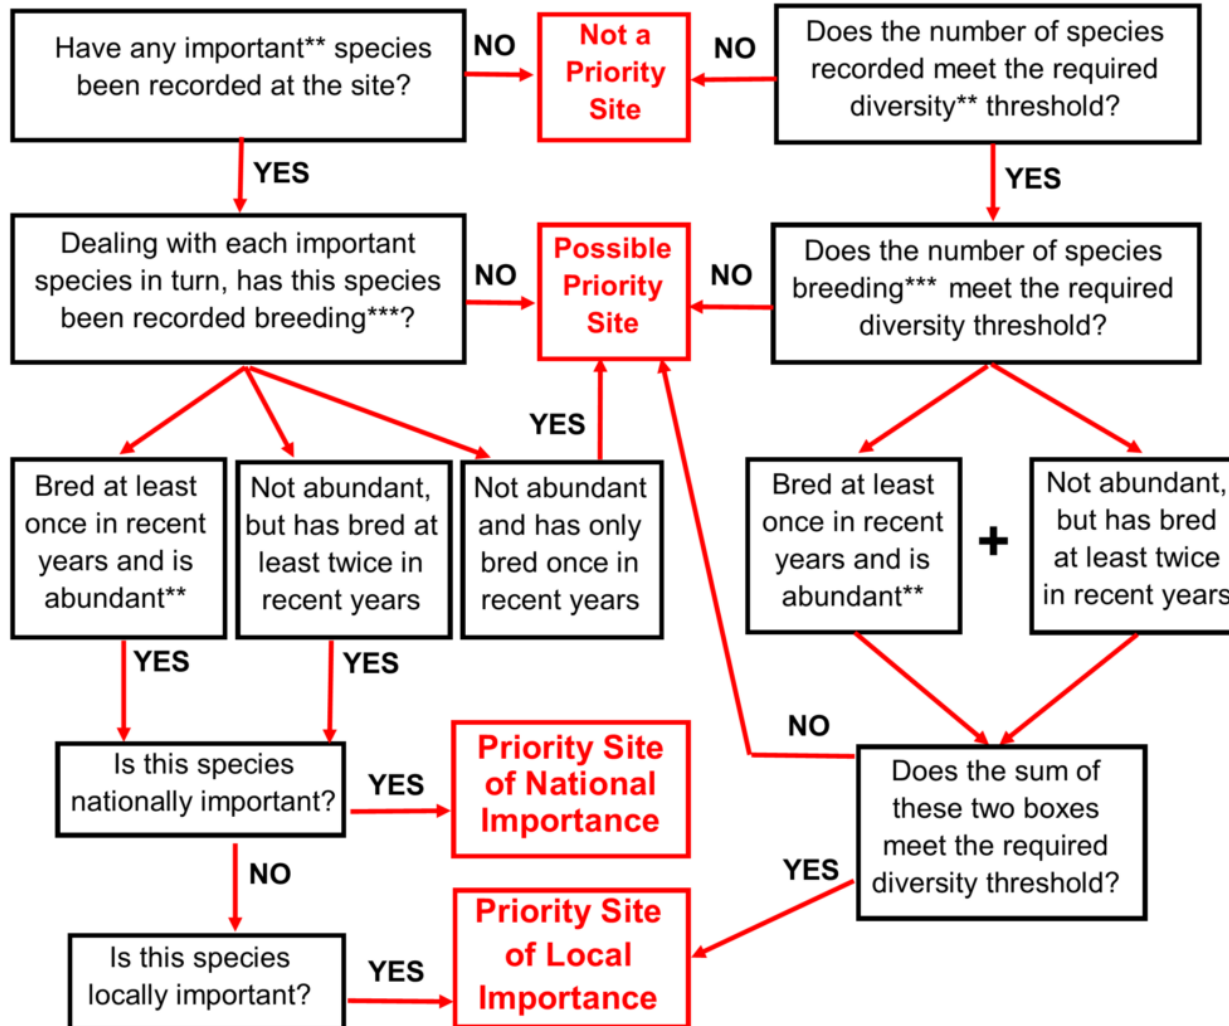 Have any important** species
been recorded at the site?
NO
Not a
Priority
Site
NO
Does the number of species
recorded meet the required
diversity** threshold?
YES
YES
Dealing with each important
species in turn, has this species
been recorded breeding***?
NO
Possible
Priority
Site
NO
Does the number of species
breeding*** meet the required
diversity threshold?
YES
Bred at least
once in recent
years and is
abundant**
Not abundant,
but has bred at
least twice in
recent years
Not abundant
and has only
bred once in
recent years
Bred at least
once in recent
years and is
abundant**
+
Not abundant,
but has bred
at least twice
in recent years
YES
YES
NO
Is this species
nationally important?
YES
Priority Site
of National
Importance
Does the sum of
these two boxes
meet the required
diversity threshold?
NO
YES
Is this species
locally important?
YES
Priority Site
of Local
Importance